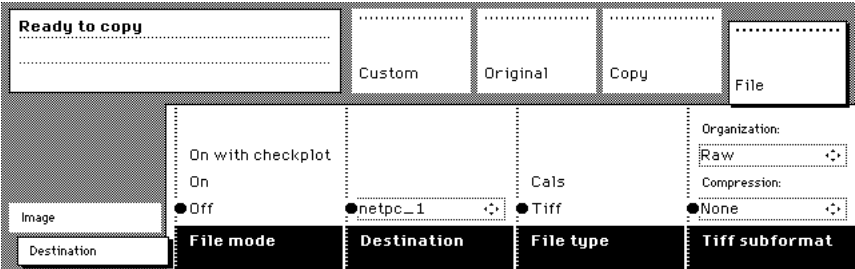 Ready to copy
Custom
Original
Copy
File
Organization:
On with checkplot
Raw
On
Cals
Compression:
Image
Off
netpc_1
Tiff
None
Destination
File mode
Destination
File type
Tiff subformat